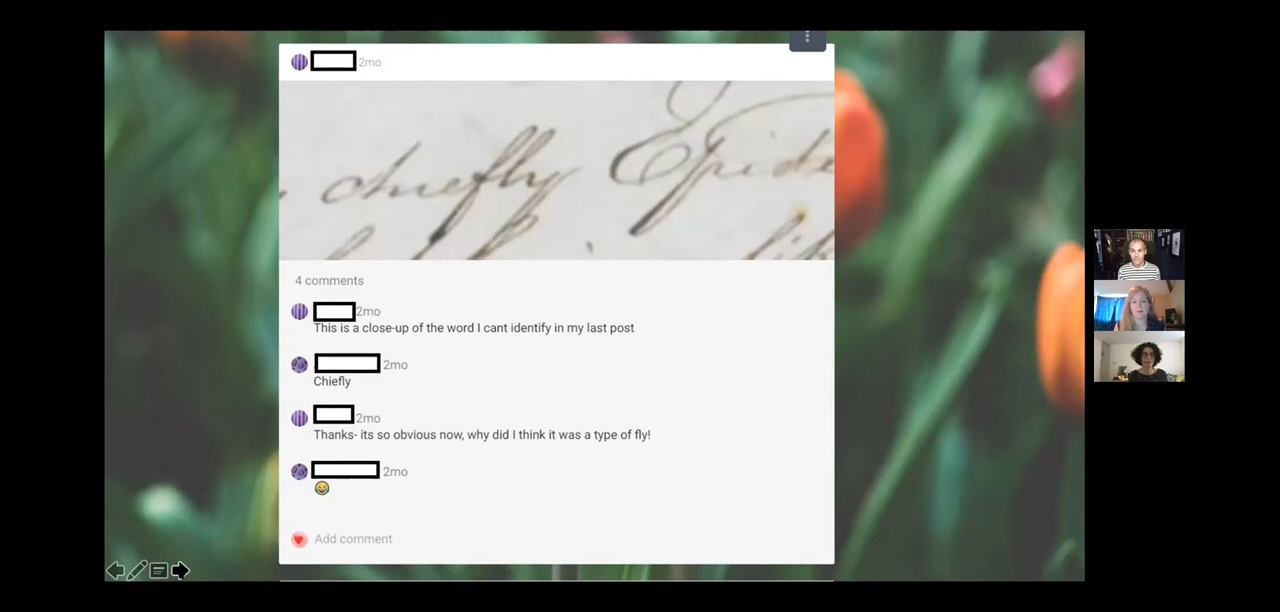 2mo
chiefly
4 comments
2mo
This is a close-up of the word I cant identify in my last post
2mo
Chiefly
2mo
Thanks- its so obvious now, why did I think it was a type of fly!
2mo
😂
Add comment